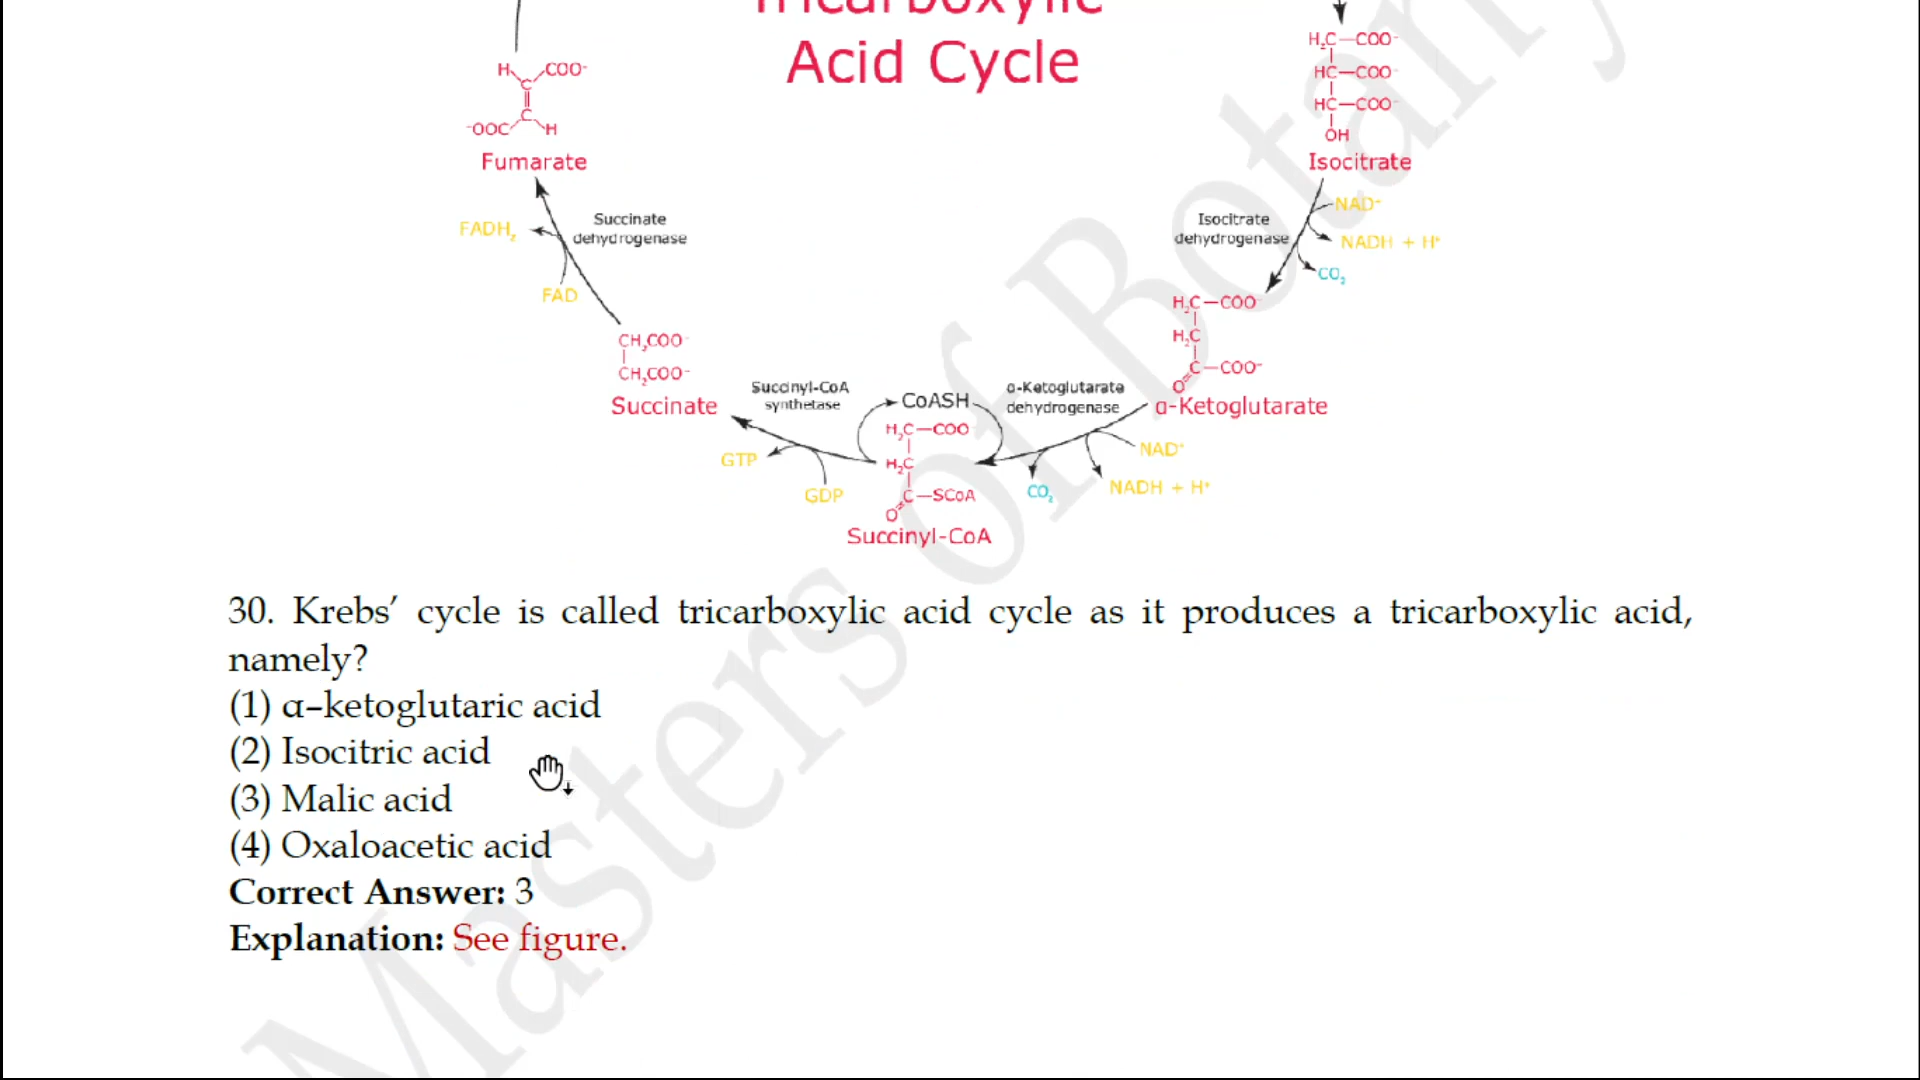 Tricarboxylic
Acid Cycle
H COO-
C
C
-OOC H
Fumarate
FADH2
Succinate
dehydrogenase
FAD
CH2COO-
CH2COO-
Succinate
Succinyl-CoA
synthetase
GTP
GDP
CoASH
H2C—COO
H2C
C—SCoA
O
Succinyl-CoA
α-Ketoglutarate
dehydrogenase
CO2
NAD+
NADH + H+
H2C—COO-
H2C
C—COO-
O
α-Ketoglutarate
Isocitrate
dehydrogenase
NAD+
NADH + H+
CO2
H2C—COO-
HC—COO-
HC—COO-
OH
Isocitrate
30. Krebs’ cycle is called tricarboxylic acid cycle as it produces a tricarboxylic acid,
namely?
(1) α–ketoglutaric acid
(2) Isocitric acid
(3) Malic acid
(4) Oxaloacetic acid
Correct Answer: 3
Explanation: See figure.
Masters of Botany